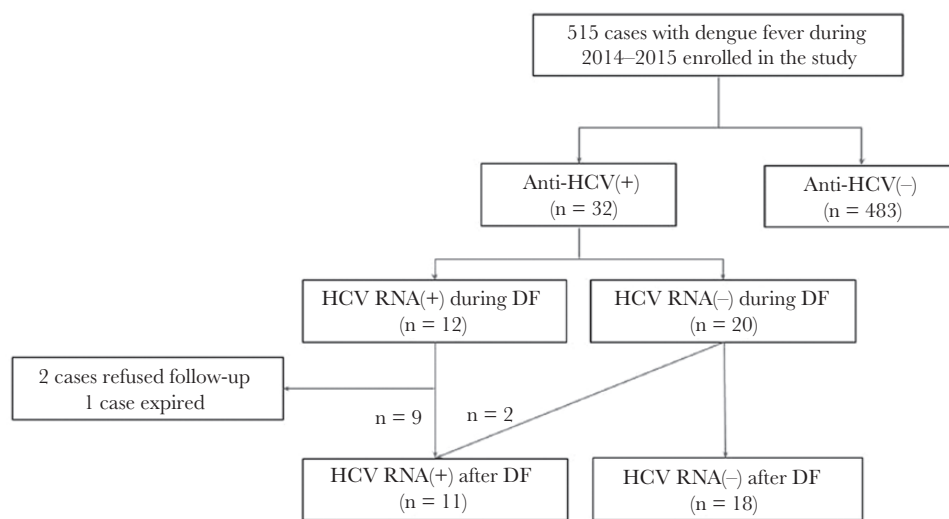 515 cases with dengue fever during
2014–2015 enrolled in the study
Anti-HCV(+)
(n = 32)
Anti-HCV(–)
(n = 483)
HCV RNA(+) during DF
(n = 12)
HCV RNA(–) during DF
(n = 20)
2 cases refused follow-up
1 case expired
n = 9
n = 2
HCV RNA(+) after DF
(n = 11)
HCV RNA(–) after DF
(n = 18)